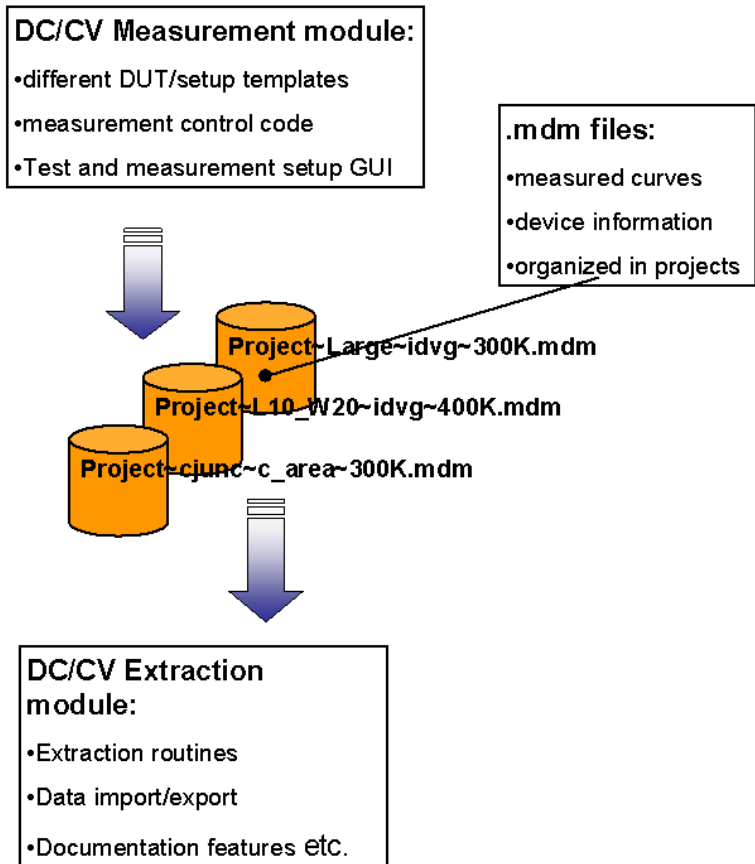 DC/CV Measurement module:
•different DUT/setup templates
•measurement control code
•Test and measurement setup GUI
.mdm files:
•measured curves
•device information
•organized in projects
Project~Large~idvg~300K.mdm
Project~L10_W20~idvg~400K.mdm
Project~cjunc~c_area~300K.mdm
DC/CV Extraction
module:
•Extraction routines
•Data import/export
•Documentation features etc.